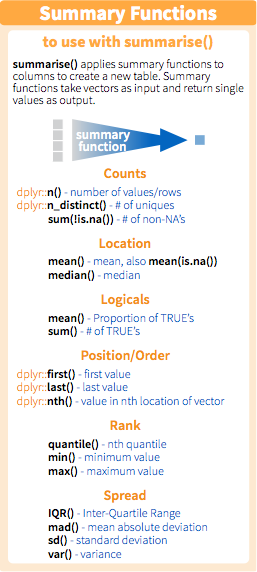 Summary Functions
to use with summarise()
summarise() applies summary functions to
columns to create a new table. Summary
functions take vectors as input and return single
values as output.
summary
function
Counts
dplyr::n() - number of values/rows
dplyr::n_distinct() - # of uniques
sum(!is.na()) - # of non-NA's
Location
mean() - mean, also mean(is.na())
median() - median
Logicals
mean() - Proportion of TRUE's
sum() - # of TRUE's
Position/Order
dplyr::first() - first value
dplyr::last() - last value
dplyr::nth() - value in nth location of vector
Rank
quantile() - nth quantile
min() - minimum value
max() - maximum value
Spread
IQR() - Inter-Quartile Range
mad() - mean absolute deviation
sd() - standard deviation
var() - variance